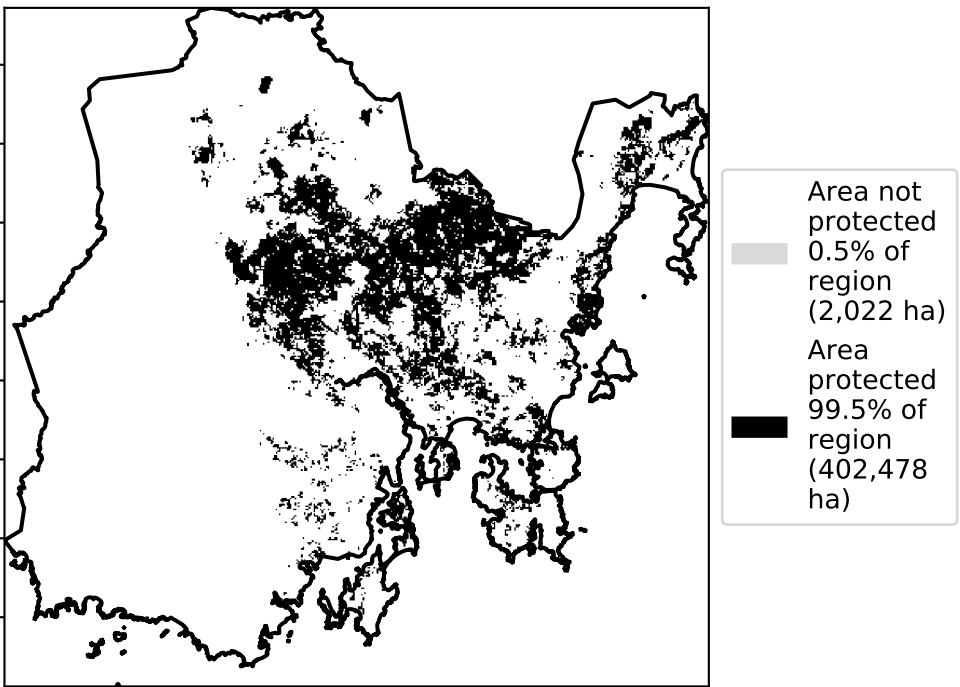 Area not
protected
0.5% of
region
(2,022 ha)
Area
protected
99.5% of
region
(402,478
ha)